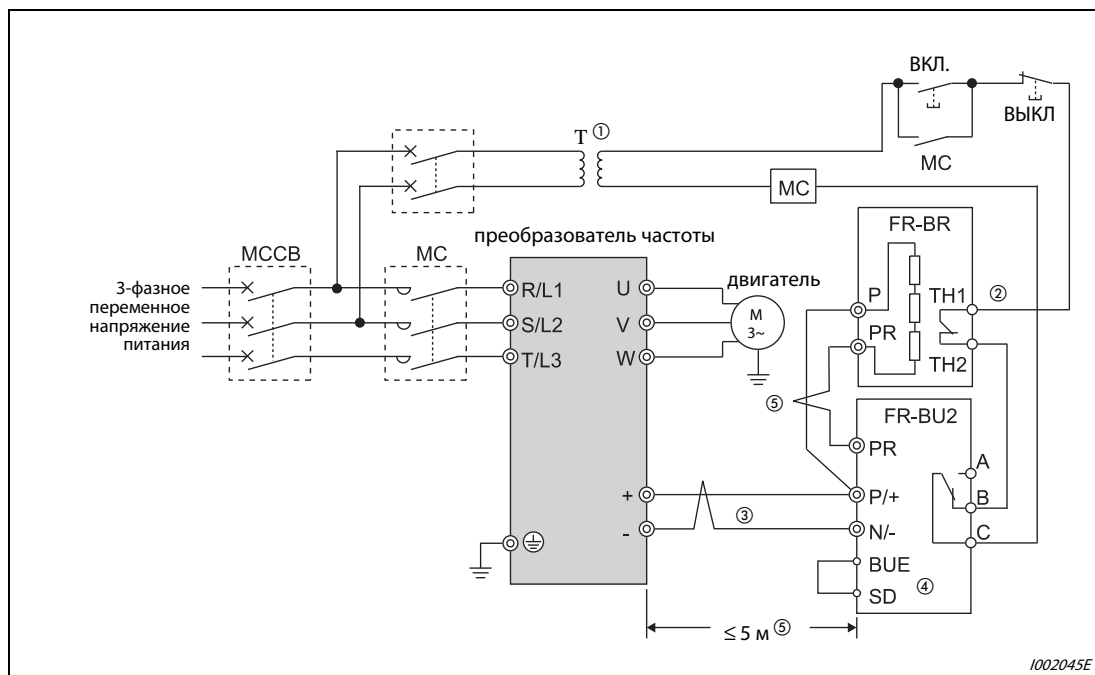 ВКЛ.
ВЫКЛ
T ①
MC
MC
FR-BR
преобразователь частоты
MCCB
MC
двигатель
3-фазное
переменное
напряжение
питания
R/L1
S/L2
T/L3
U
V
W
M
3~
P
PR
TH1
②
TH2
⑤
FR-BU2
PR
A
P/+
B
+
-
③
N/-
C
BUE
SD
④
≤ 5 м ⑤
I002045E